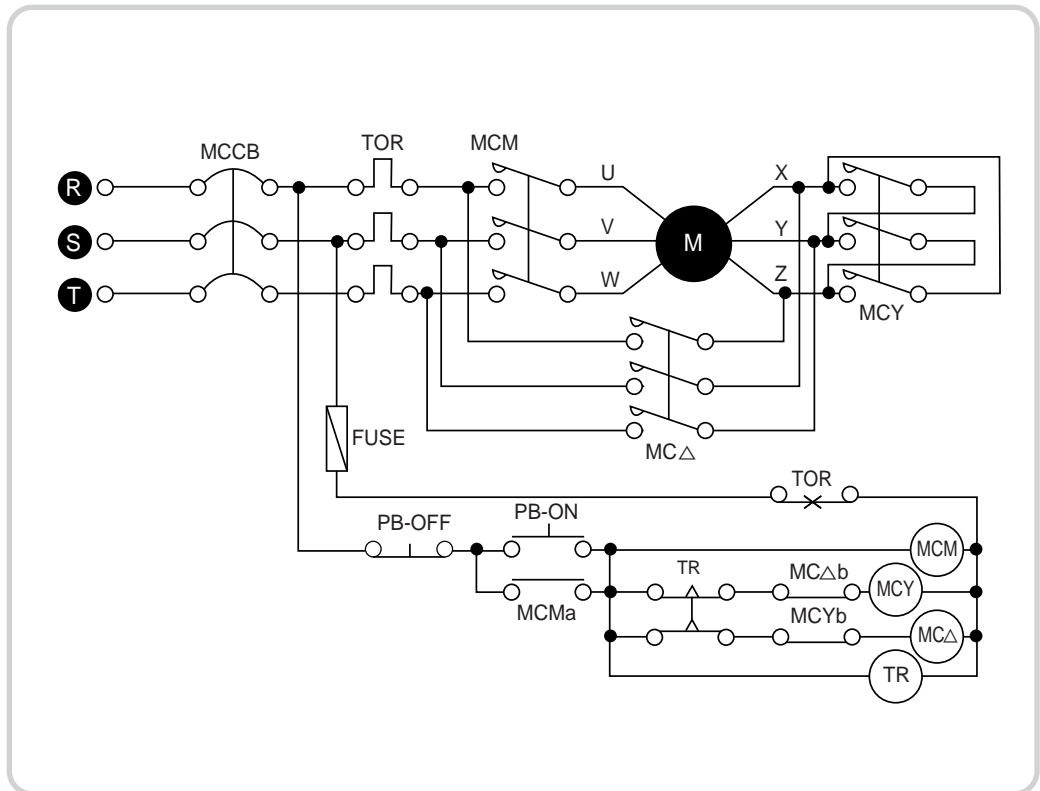 TOR
MCM
MCCB
U
X
R
V
Y
S
M
W
Z
T
MCY
FUSE
MC△
TOR
PB-ON
PB-OFF
MCM
TR
MC△b
MCY
MCMa
MCYb
MC△
TR